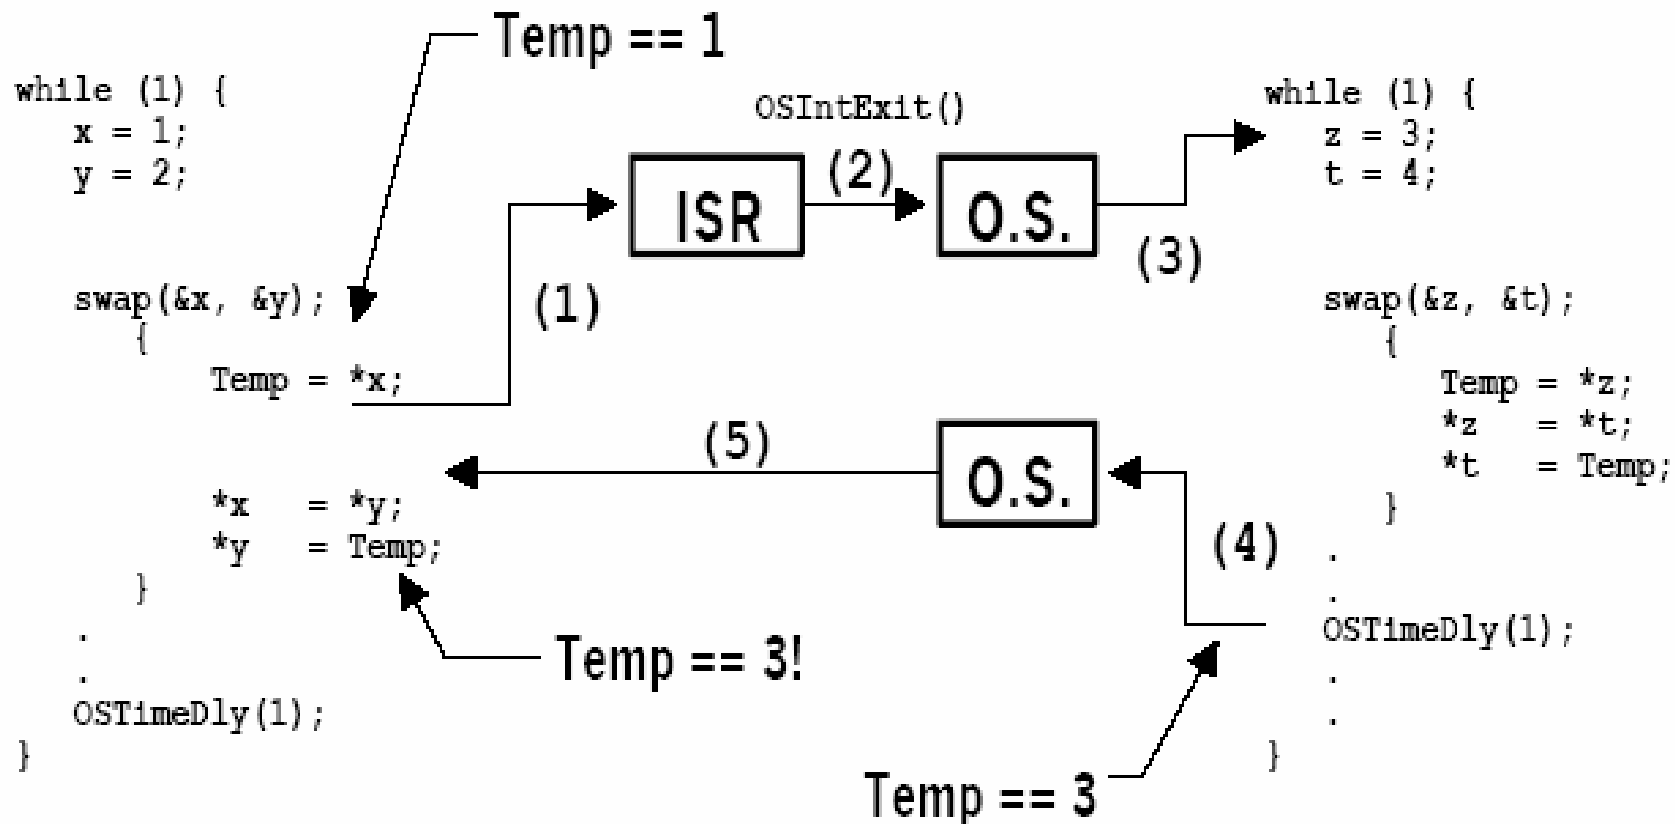 Temp == 1
while (1) {
x = 1;
y = 2;
swap(&x, &y);
{
Temp = *x;
*x = *y;
*y = Temp;
}
.
.
OSTimeDly(1);
}
(1)
ISR
OSIntExit()
(2)
O.S.
(3)
while (1) {
z = 3;
t = 4;
swap(&z, &t);
{
Temp = *z;
*z = *t;
*t = Temp;
}
.
.
OSTimeDly(1);
.
.
}
(4)
O.S.
(5)
Temp == 3!
Temp == 3